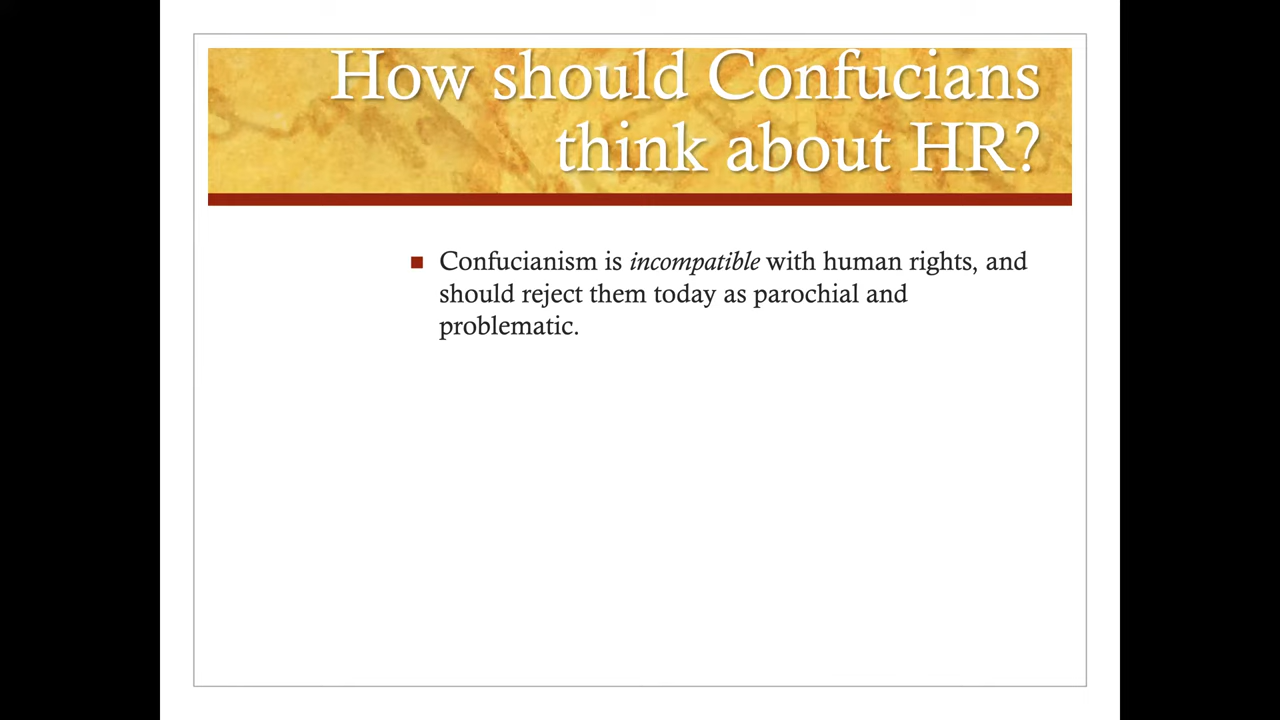 How should Confucians
think about HR?
■ Confucianism is incompatible with human rights, and
should reject them today as parochial and
problematic.